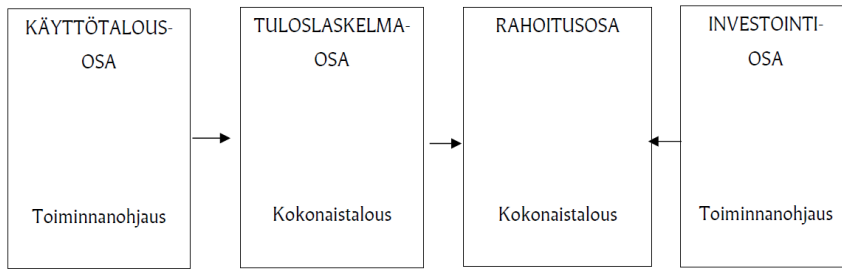 KÄYTTÖTALOUS-
OSA
Toiminnanohjaus
TULOSLASKELMA-
OSA
Kokonaistalous
RAHOITUSOSA
Kokonaistalous
INVESTOINTI-
OSA
Toiminnanohjaus